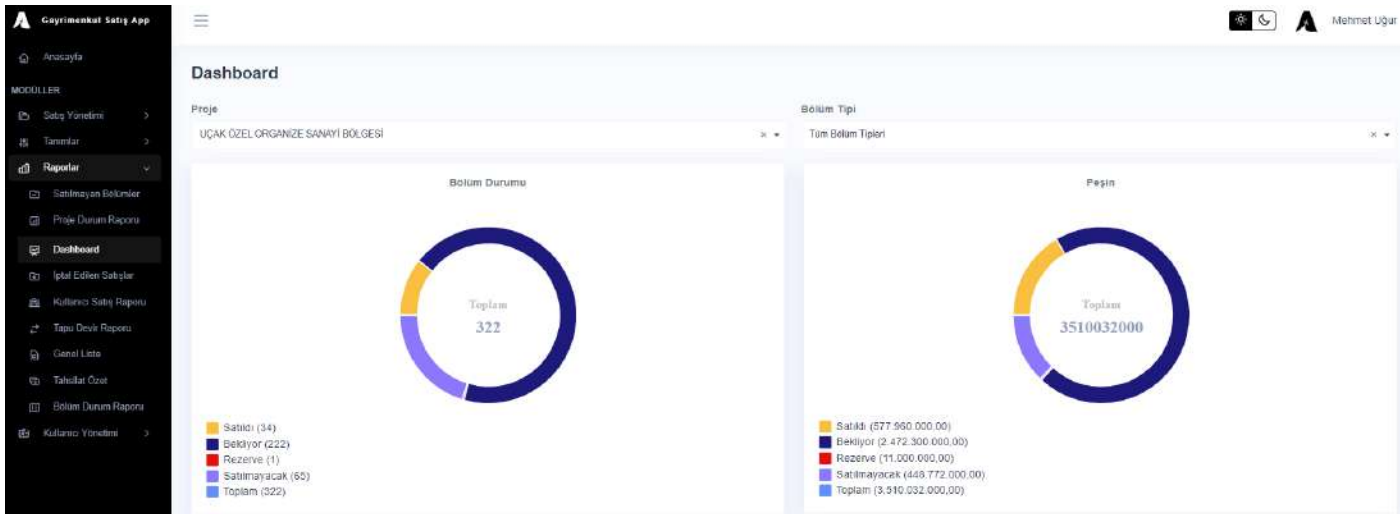 Gayrimenkul Satış App
Mehmet Uğur
Anasayfa
MODÜLLER
Satış Yönetimi
Tanımlar
Raporlar
Satılmayan Bölümler
Proje Durum Raporu
Dashboard
İptal Edilen Satışlar
Kullanıcı Satış Raporu
Tapu Devir Raporu
Genel Liste
Tahsilat Özet
Bölüm Durum Raporu
Kullanıcı Yönetimi
Dashboard
Proje
UÇAK ÖZEL ORGANİZE SANAYİ BÖLGESİ
Bölüm Tipi
Tüm Bölüm Tipleri
Bölüm Durumu
Toplam
322
Satıldı (34)
Bekliyor (222)
Rezerve (1)
Satılmayacak (65)
Toplam (322)
Peşin
Toplam
3510032000
Satıldı (577.960.000,00)
Bekliyor (2.472.300.000,00)
Rezerve (11.000.000,00)
Satılmayacak (448.772.000,00)
Toplam (3.510.032.000,00)